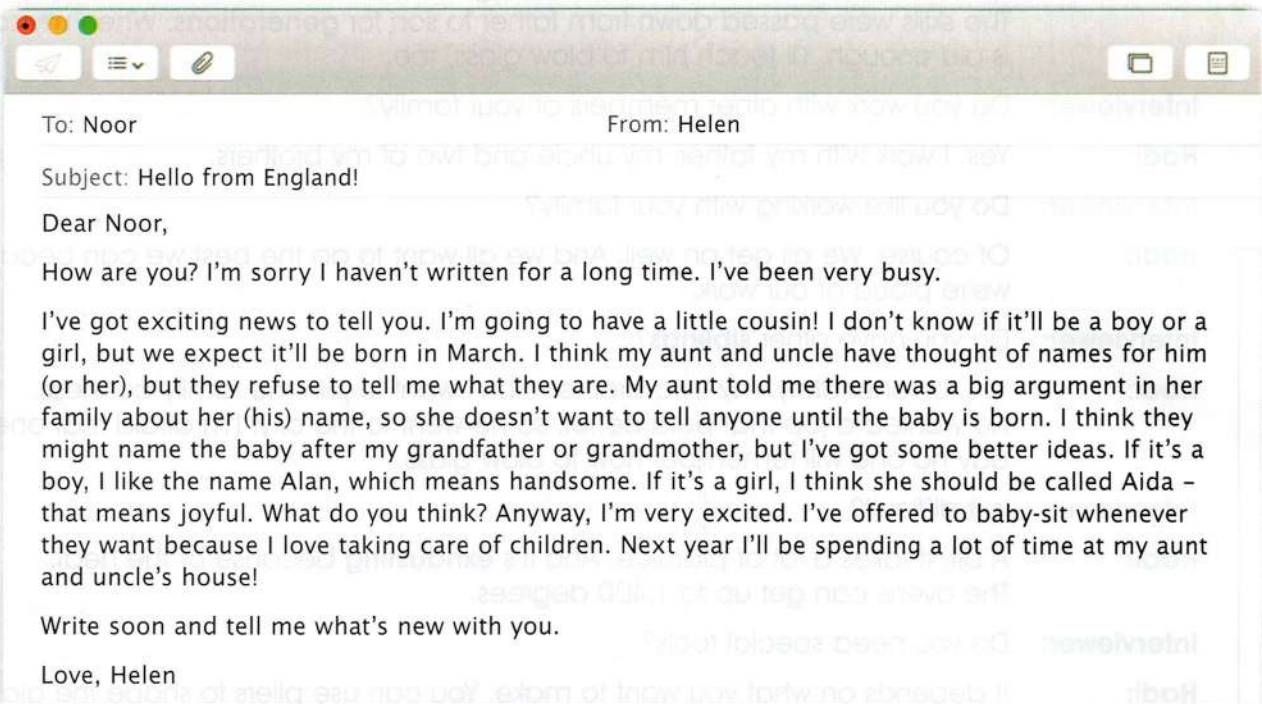 To: Noor From: Helen
Subject: Hello from England!
Dear Noor,
How are you? I'm sorry I haven't written for a long time. I've been very busy.
I've got exciting news to tell you. I'm going to have a little cousin! I don't know if it'll be a boy or a
girl, but we expect it'll be born in March. I think my aunt and uncle have thought of names for him
(or her), but they refuse to tell me what they are. My aunt told me there was a big argument in her
family about her (his) name, so she doesn't want to tell anyone until the baby is born. I think they
might name the baby after my grandfather or grandmother, but I've got some better ideas. If it's a
boy, I like the name Alan, which means handsome. If it's a girl, I think she should be called Aida –
that means joyful. What do you think? Anyway, I'm very excited. I've offered to baby-sit whenever
they want because I love taking care of children. Next year I'll be spending a lot of time at my aunt
and uncle's house!
Write soon and tell me what's new with you.
Love, Helen